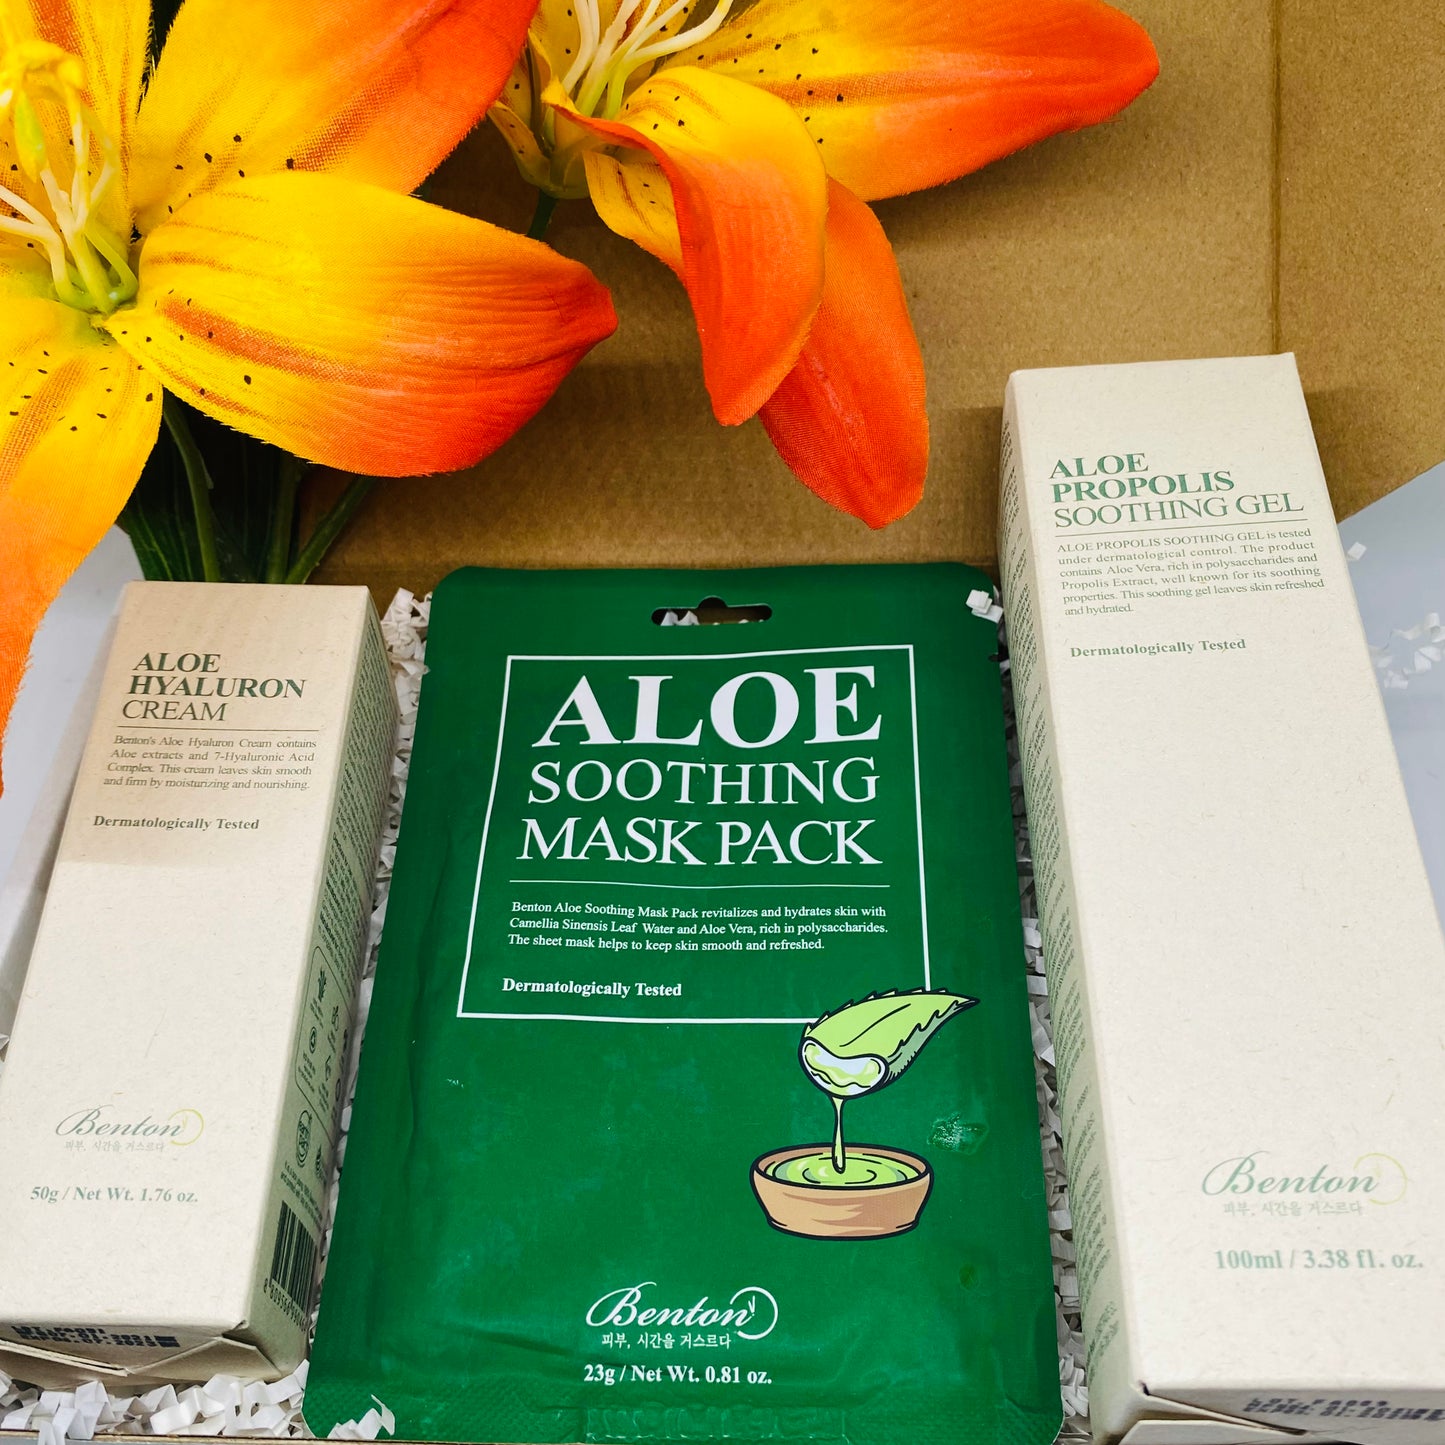 ALOE
HYALURON
CREAM
Benton's Aloe Hyaluron Cream contains
Aloe extracts and 7-Hyaluronic Acid
Complex. This cream leaves skin smooth
and firm by moisturizing and nourishing.
Dermatologically Tested
Benton
피부, 시간을 거스르다
50g / Net Wt. 1.76 oz.
ALOE
SOOTHING
MASK PACK
Benton Aloe Soothing Mask Pack revitalizes and hydrates skin with
Camellia Sinensis Leaf Water and Aloe Vera, rich in polysaccharides.
The sheet mask helps to keep skin smooth and refreshed.
Dermatologically Tested
Benton
피부, 시간을 거스르다
23g / Net Wt. 0.81 oz.
ALOE
PROPOLIS
SOOTHING GEL
ALOE PROPOLIS SOOTHING GEL is tested
under dermatological control. The product
contains Aloe Vera, rich in polysaccharides and
Propolis Extract, well known for its soothing
properties. This soothing gel leaves skin refreshed
and hydrated.
Dermatologically Tested
Benton
피부, 시간을 거스르다
100ml / 3.38 fl. oz.